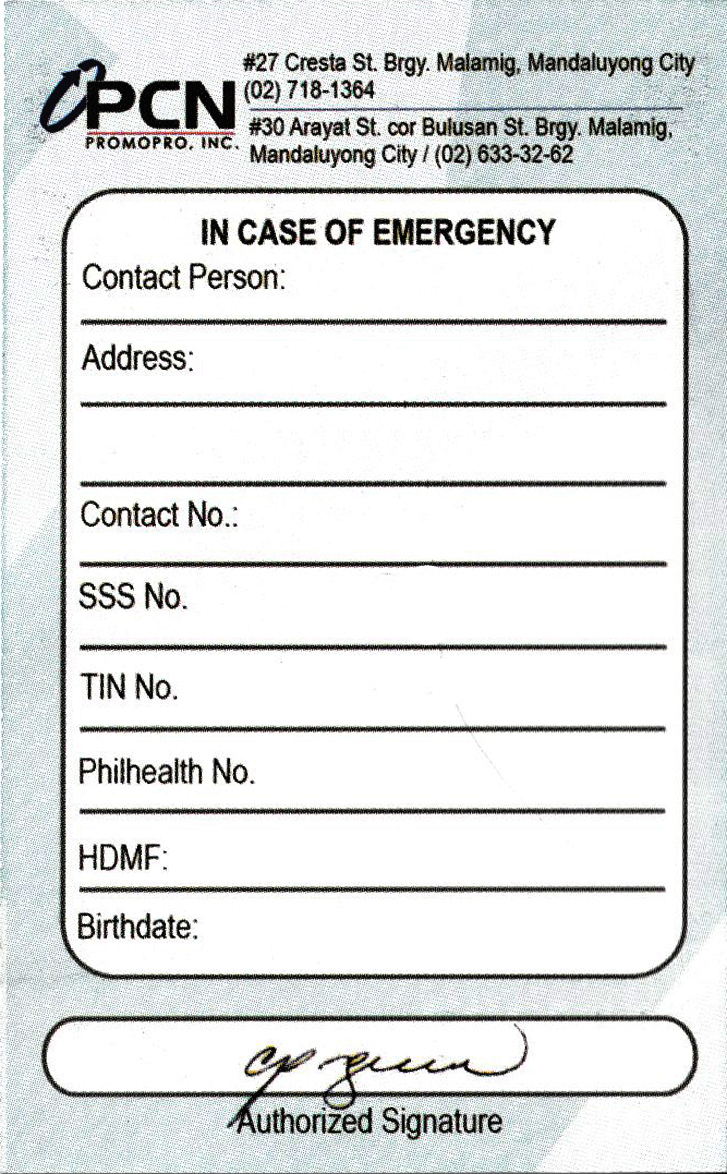 #27 Cresta St. Brgy. Malamig, Mandaluyong City
(02) 718-1364
PCN
PROMOPRO, INC.
#30 Arayat St. cor Bulusan St. Brgy. Malamig,
Mandaluyong City / (02) 633-32-62
IN CASE OF EMERGENCY
Contact Person:
Address:
Contact No.:
SSS No.
TIN No.
Philhealth No.
HDMF:
Birthdate:
Authorized Signature